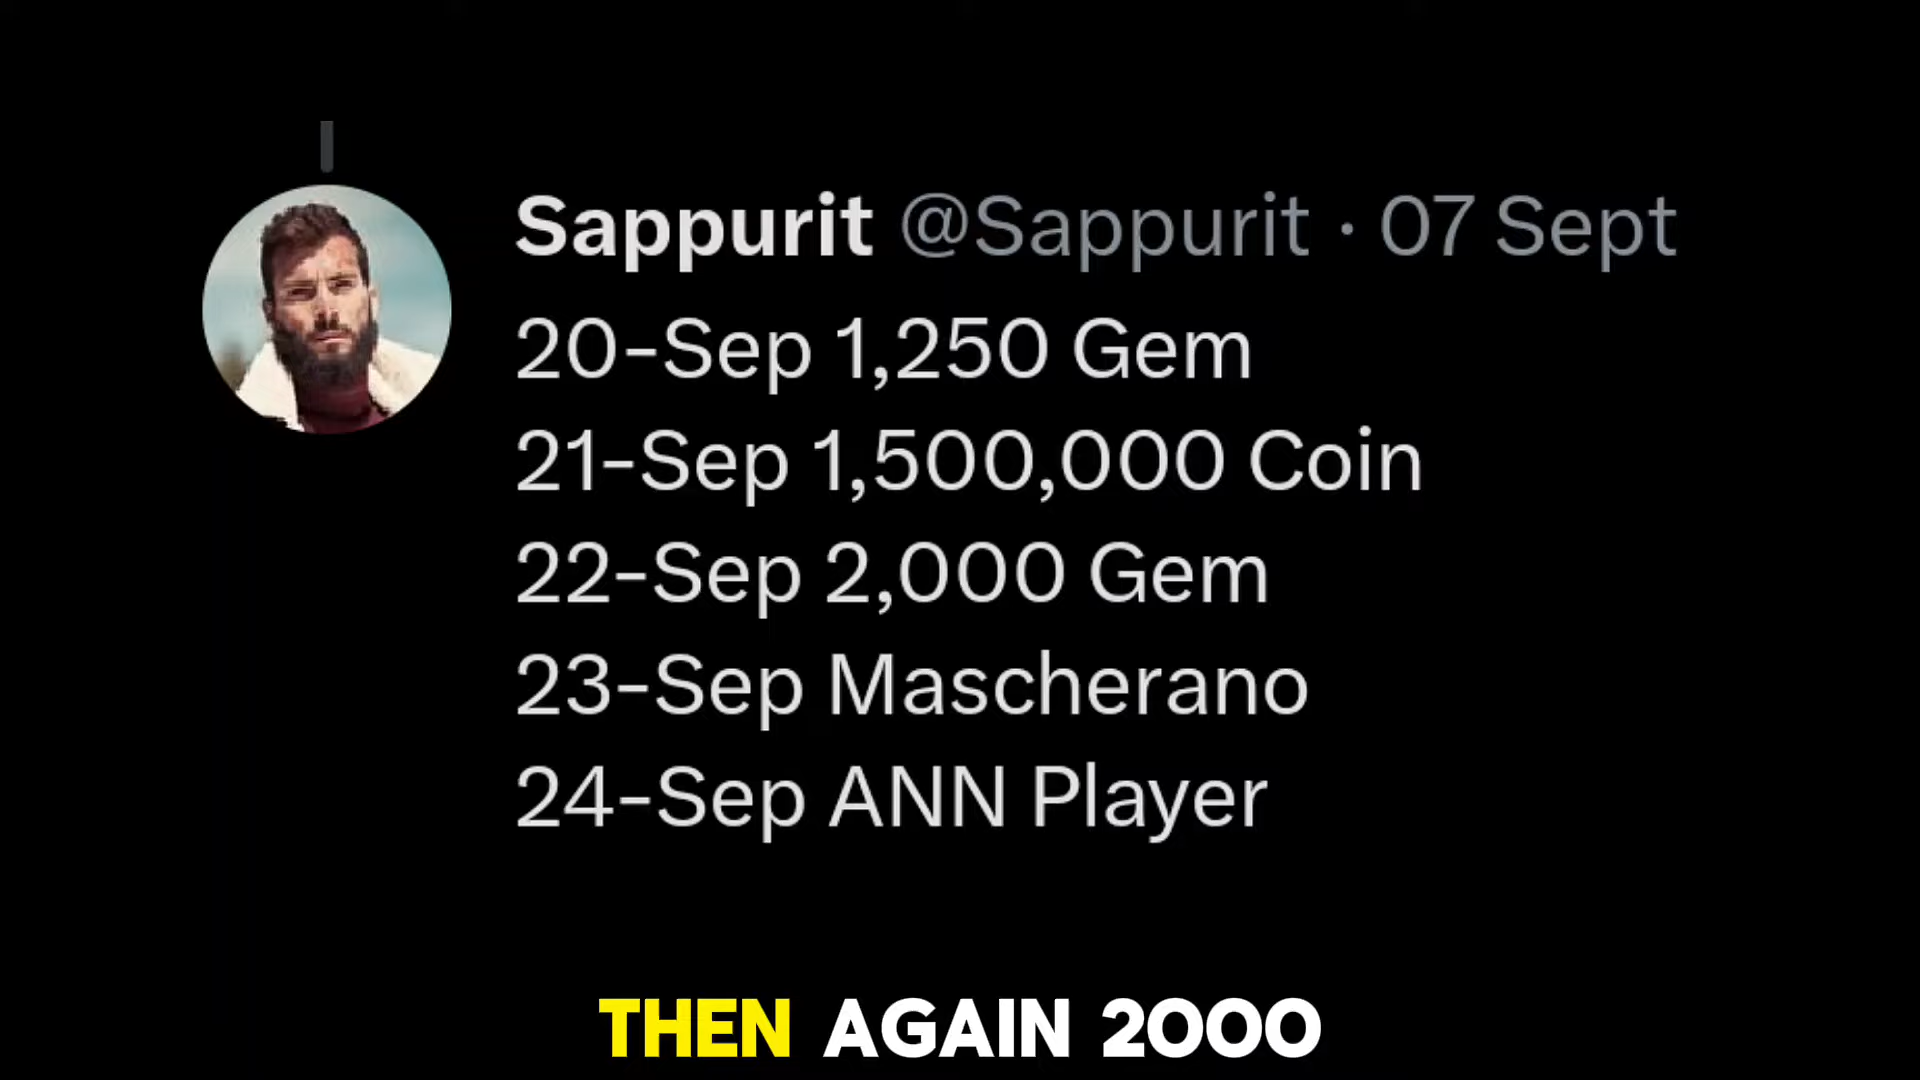 Sappurit @Sappurit · 07 Sept
20-Sep 1,250 Gem
21-Sep 1,500,000 Coin
22-Sep 2,000 Gem
23-Sep Mascherano
24-Sep ANN Player
THEN AGAIN 2000